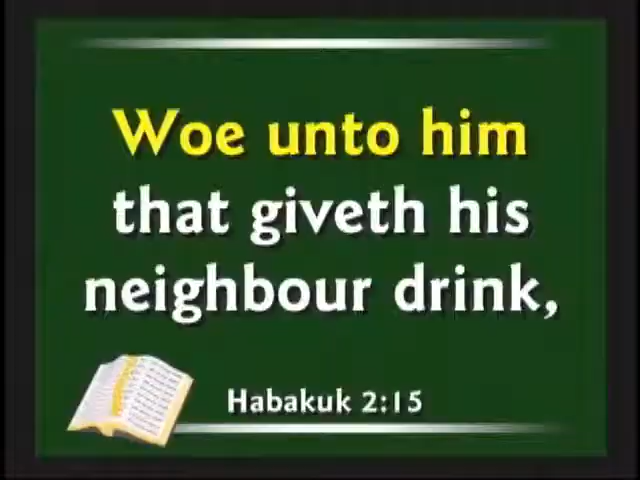 Woe unto him
that giveth his
neighbour drink,
Habakuk 2:15